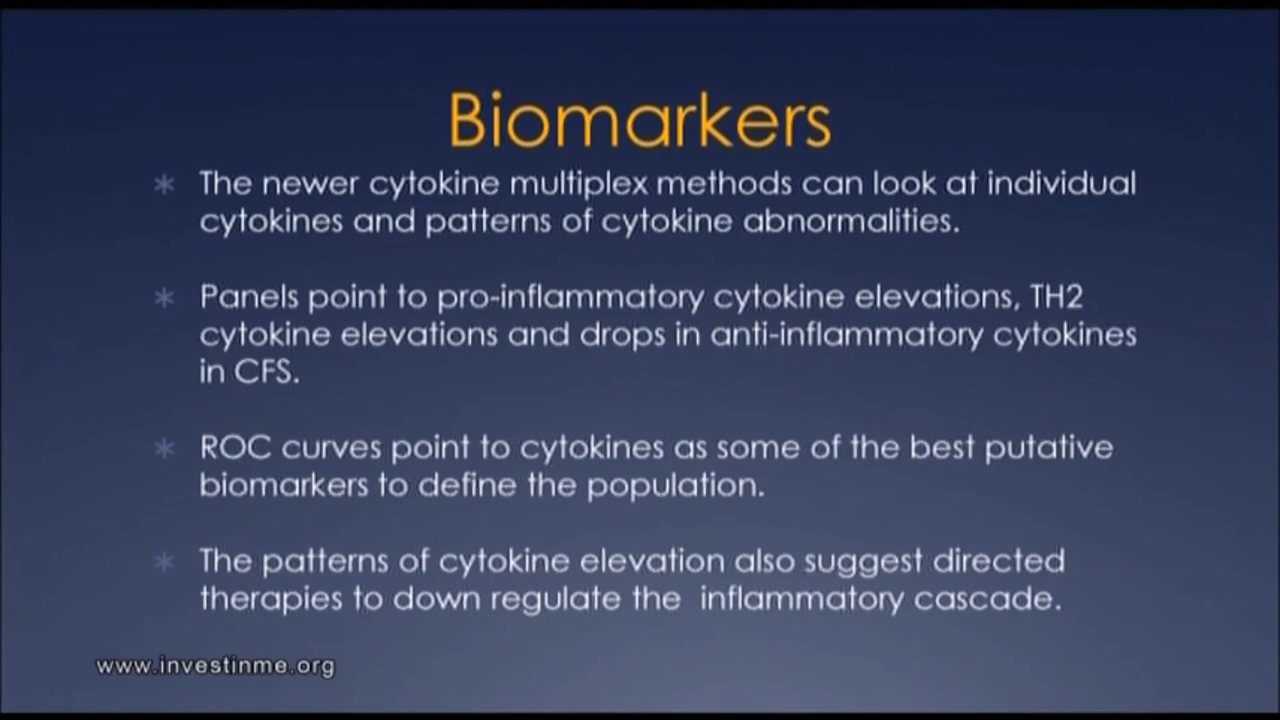 Biomarkers
* The newer cytokine multiplex methods can look at individual
cytokines and patterns of cytokine abnormalities.
* Panels point to pro-inflammatory cytokine elevations, TH2
cytokine elevations and drops in anti-inflammatory cytokines
in CFS.
* ROC curves point to cytokines as some of the best putative
biomarkers to define the population.
* The patterns of cytokine elevation also suggest directed
therapies to down regulate the  inflammatory cascade.
www.investinme.org